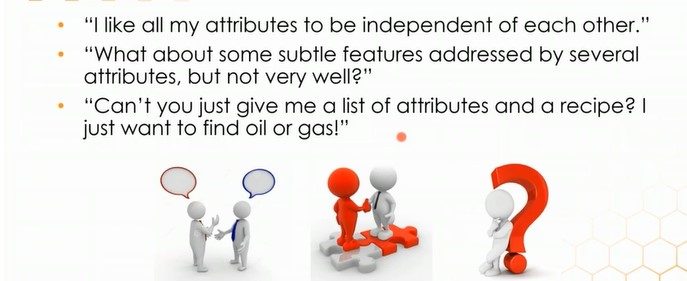 • “I like all my attributes to be independent of each other.”
• “What about some subtle features addressed by several
attributes, but not very well?”
• “Can’t you just give me a list of attributes and a recipe? I
just want to find oil or gas!”